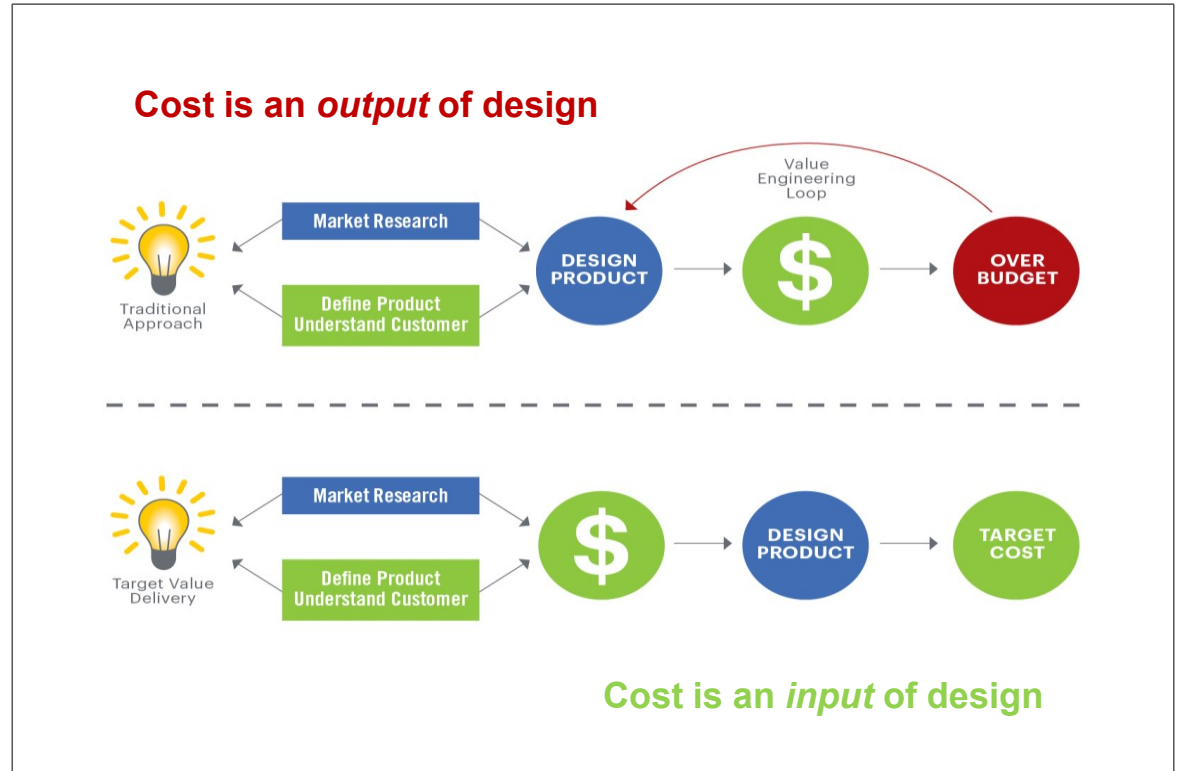 Cost is an output of design
Value
Engineering
Loop
Market Research
DESIGN
PRODUCT
$
OVER
BUDGET
Define Product
Understand Customer
Traditional
Approach
Market Research
$
DESIGN
PRODUCT
TARGET
COST
Define Product
Understand Customer
Target Value
Delivery
Cost is an input of design